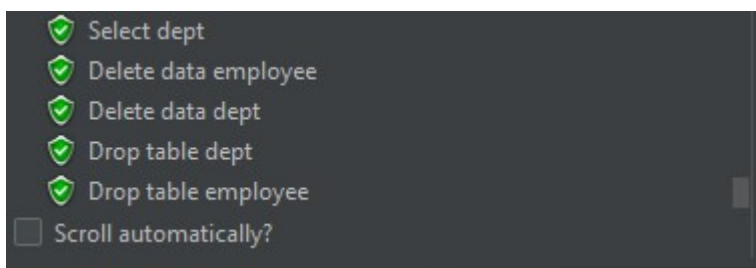 Select dept
Delete data employee
Delete data dept
Drop table dept
Drop table employee
Scroll automatically?